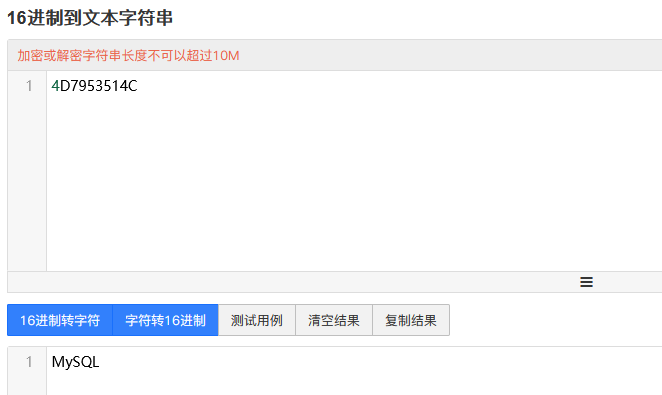 16进制到文本字符串
加密或解密字符串长度不可以超过10M
1 4D7953514C
16进制转字符 字符转16进制 测试用例 清空结果 复制结果
1 MySQL